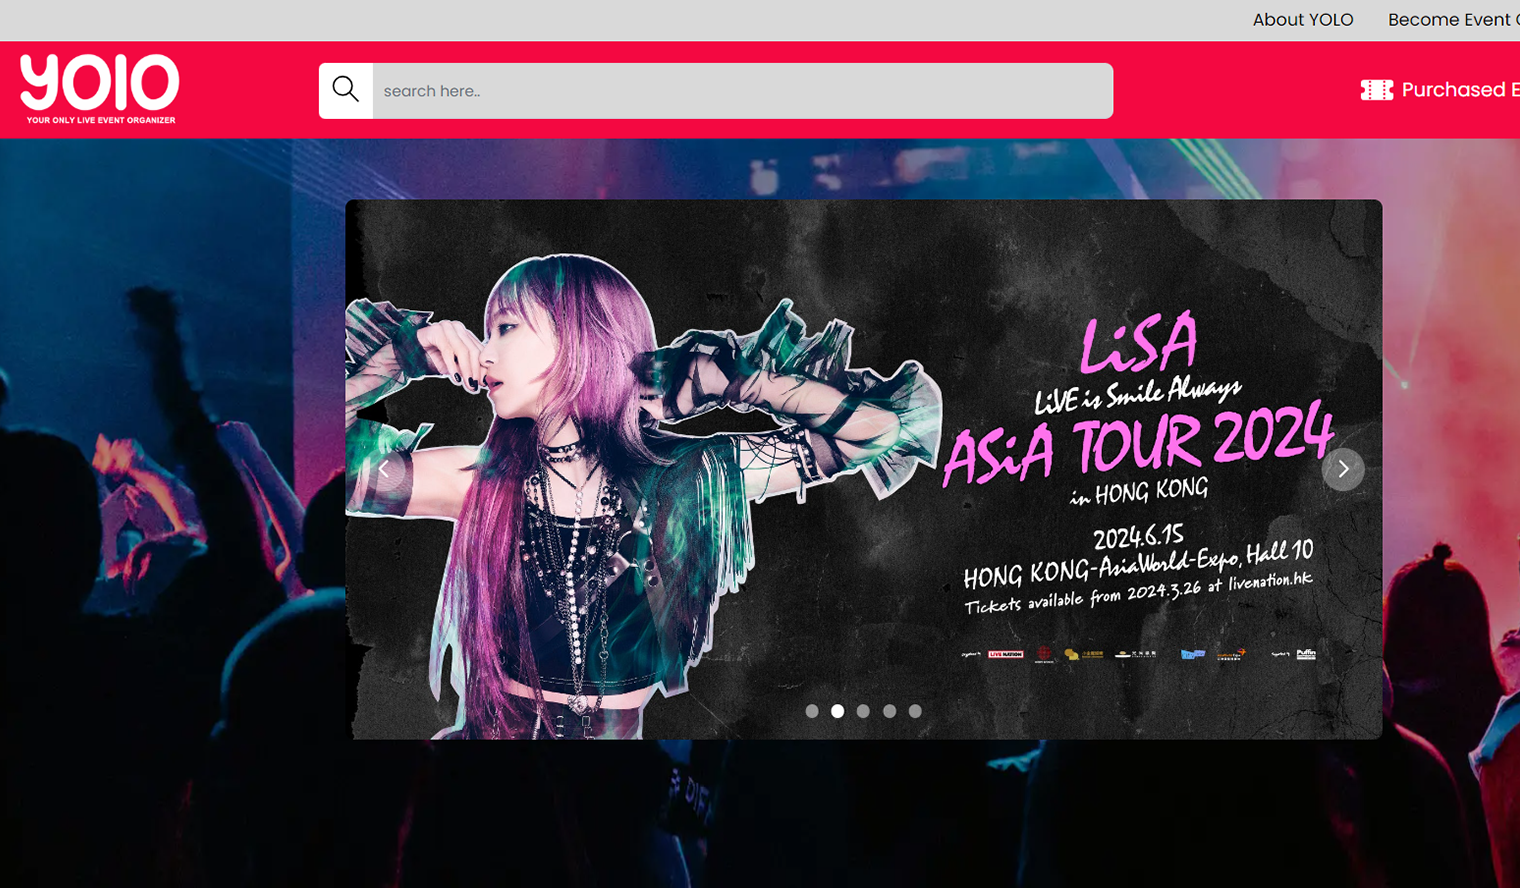 About YOLO
Become Event
YOLO
YOUR ONLY LIVE EVENT ORGANIZER
search here..
Purchased E
LiSA
LiVE is Smile Always
ASiA TOUR 2024
in HONG KONG
2024.6.15
HONG KONG-AsiaWorld-Expo, Hall 10
Tickets available from 2024.3.26 at livenation.hk
LIVE NATION
Puffin